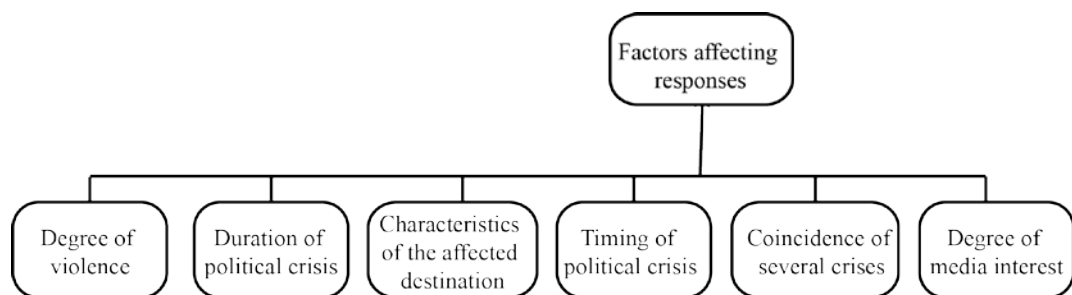 Factors affecting
responses
Degree of
violence
Duration of
political crisis
Characteristics
of the affected
destination
Timing of
political crisis
Coincidence of
several crises
Degree of
media interest